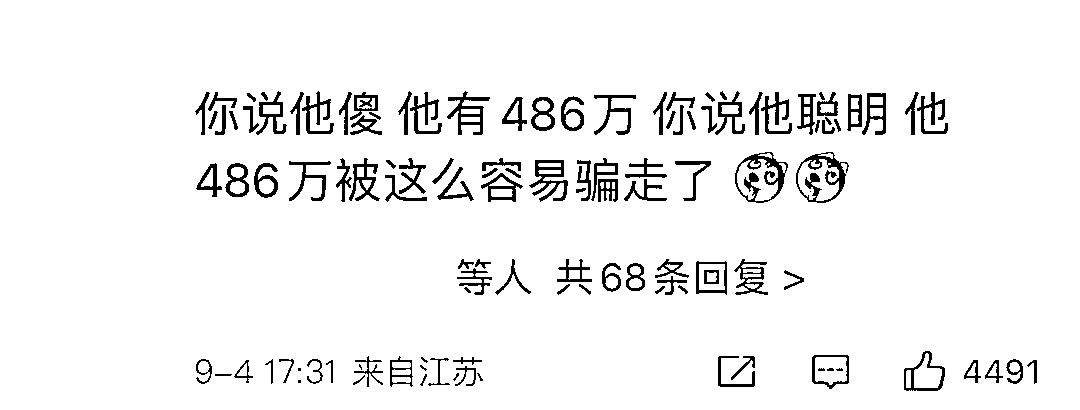 你说他傻 他有486万 你说他聪明 他
486万被这么容易骗走了
等人 共68条回复 >
9-4 17:31 来自江苏 4491